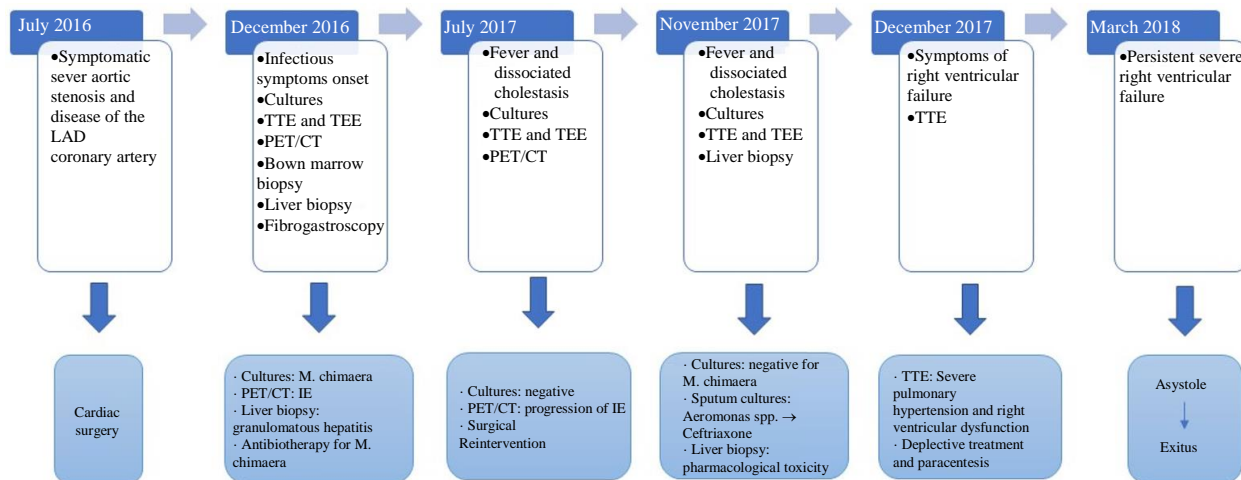 July 2016
•Symptomatic
sever aortic
stenosis and
disease of the
LAD
coronary artery
Cardiac
surgery
December 2016
•Infectious
symptoms onset
•Cultures
•TTE and TEE
•PET/CT
•Bown marrow
biopsy
•Liver biopsy
•Fibrogastroscopy
· Cultures: M. chimaera
· PET/CT: IE
· Liver biopsy:
granulomatous hepatitis
· Antibiotherapy for M.
chimaera
July 2017
•Fever and
dissociated
cholestasis
•Cultures
•TTE and TEE
•PET/CT
· Cultures: negative
· PET/CT: progression of IE
· Surgical
Reintervention
November 2017
•Fever and
dissociated
cholestasis
•Cultures
•TTE and TEE
•Liver biopsy
· Cultures: negative for
M. chimaera
· Sputum cultures:
Aeromonas spp. →
Ceftriaxone
· Liver biopsy:
pharmacological toxicity
December 2017
•Symptoms of
right ventricular
failure
•TTE
· TTE: Severe
pulmonary
hypertension and right
ventricular dysfunction
· Deplective treatment
and paracentesis
March 2018
•Persistent severe
right ventricular
failure
Asystole
Exitus